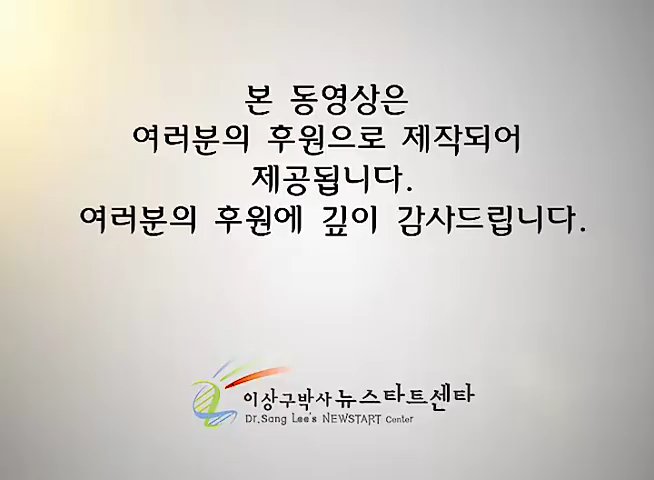 본 동영상은
여러분의 후원으로 제작되어
제공됩니다.
여러분의 후원에 깊이 감사드립니다.
이상구박사 뉴스타트센타
Dr.Sang Lee's NEWSTART Center